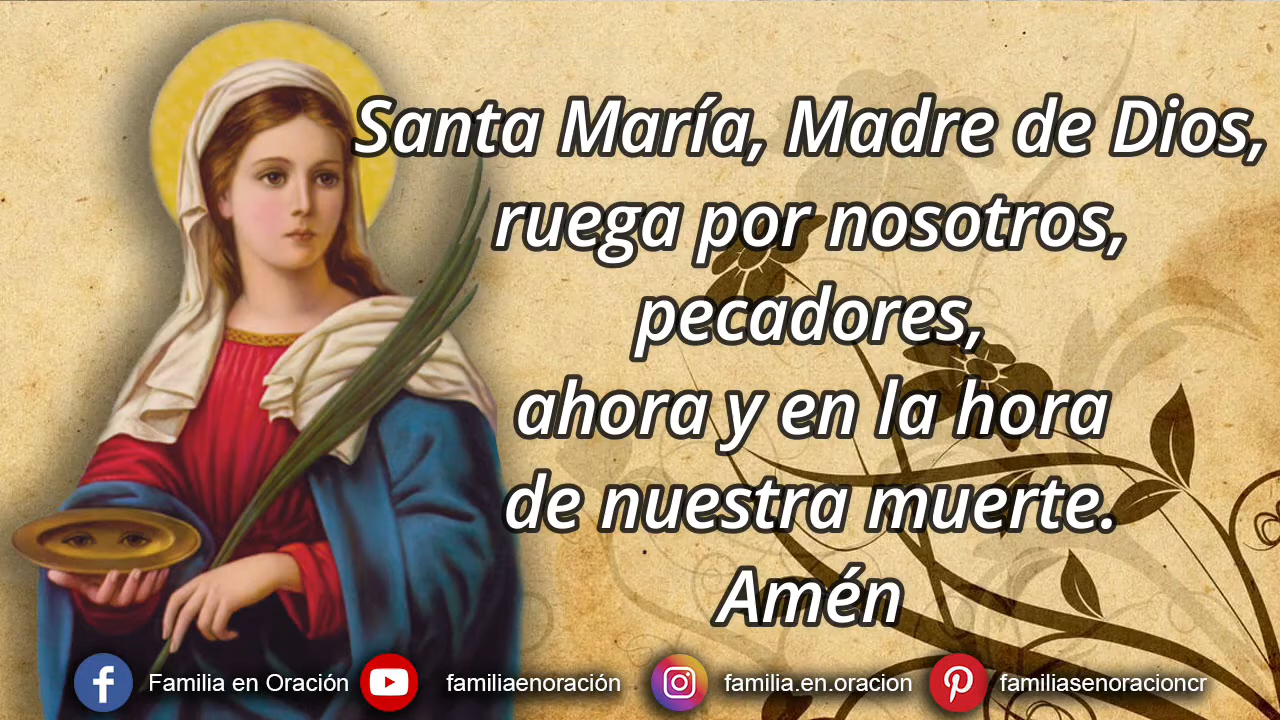 Santa María, Madre de Dios,
ruega por nosotros,
pecadores,
ahora y en la hora
de nuestra muerte.
Amén
Familia en Oración familiaenoración familia.en.oracion familiasenoracioncr